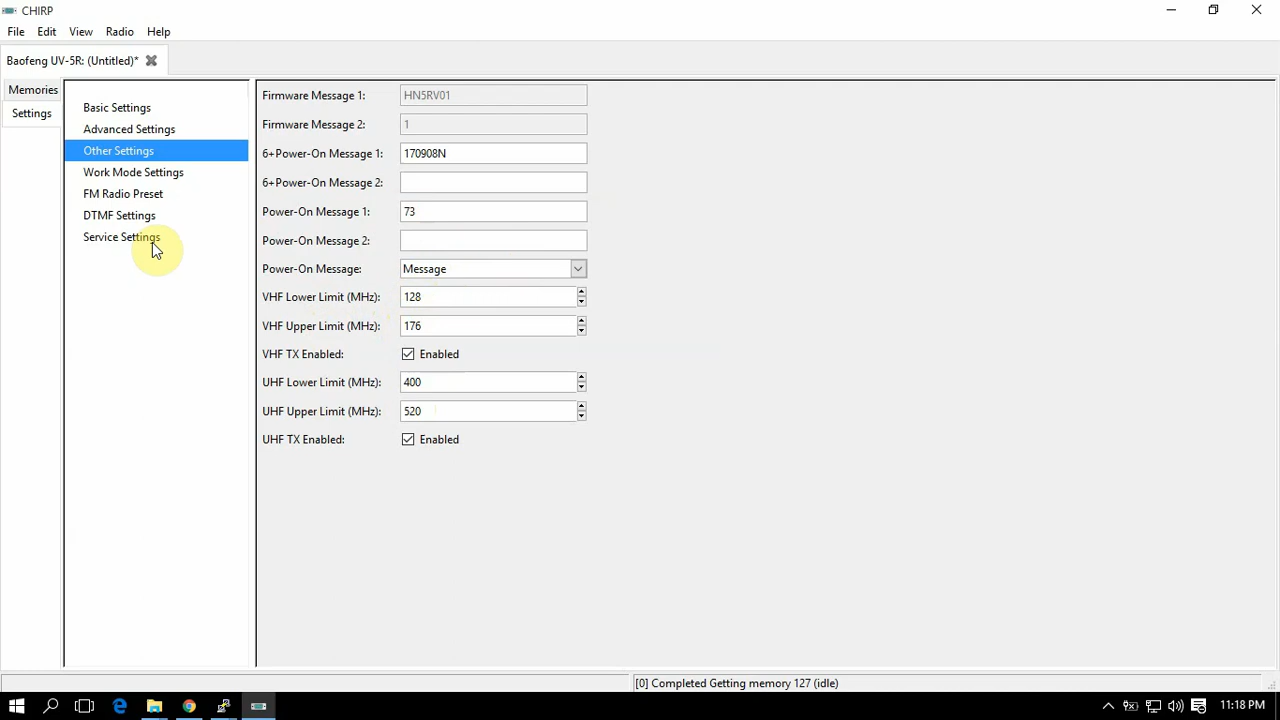 CHIRP
File Edit View Radio Help
Baofeng UV-5R: (Untitled)*
Memories
Settings
Basic Settings
Advanced Settings
Other Settings
Work Mode Settings
FM Radio Preset
DTMF Settings
Service Settings
Firmware Message 1: HN5RV01
Firmware Message 2: 1
6+Power-On Message 1: 170908N
6+Power-On Message 2:
Power-On Message 1: 73
Power-On Message 2:
Power-On Message: Message
VHF Lower Limit (MHz): 128
VHF Upper Limit (MHz): 176
VHF TX Enabled: Enabled
UHF Lower Limit (MHz): 400
UHF Upper Limit (MHz): 520
UHF TX Enabled: Enabled
[0] Completed Getting memory 127 (idle)
11:18 PM